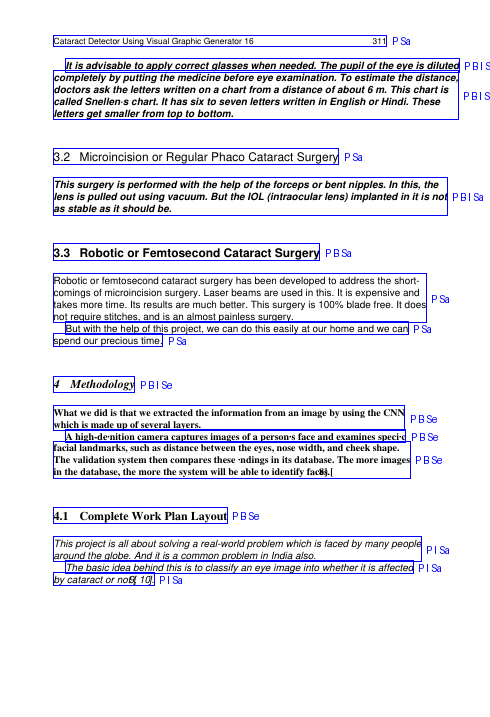 Cataract Detector Using Visual Graphic Generator 16 311 P Sa
It is advisable to apply correct glasses when needed. The pupil of the eye is diluted P B I S
completely by putting the medicine before eye examination. To estimate the distance,
doctors ask the letters written on a chart from a distance of about 6 m. This chart is P B I Sa
called Snellen·s chart. It has six to seven letters written in English or Hindi. These
letters get smaller from top to bottom.
3.2 Microincision or Regular Phaco Cataract Surgery P Sa
This surgery is performed with the help of the forceps or bent nipples. In this, the
lens is pulled out using vacuum. But the IOL (intraocular lens) implanted in it is not P B I Sa
as stable as it should be.
3.3 Robotic or Femtosecond Cataract Surgery P B Sa
Robotic or femtosecond cataract surgery has been developed to address the short-
comings of microincision surgery. Laser beams are used in this. It is expensive and
takes more time. Its results are much better. This surgery is 100% blade free. It does P Sa
not require stitches, and is an almost painless surgery.
But with the help of this project, we can do this easily at our home and we can P Sa
spend our precious time. P Sa
4 Methodology P B I Se
What we did is that we extracted the information from an image by using the CNN
which is made up of several layers. P B Se
A high-de·nition camera captures images of a person·s face and examines speci·c P B Se
facial landmarks, such as distance between the eyes, nose width, and cheek shape.
The validation system then compares these ·ndings in its database. The more images P B Se
in the database, the more the system will be able to identify faces[8].
4.1 Complete Work Plan Layout P B Se
This project is all about solving a real-world problem which is faced by many people P I Sa
around the globe. And it is a common problem in India also.
The basic idea behind this is to classify an eye image into whether it is affected P I Sa
by cataract or not[9, 10]. P I Sa